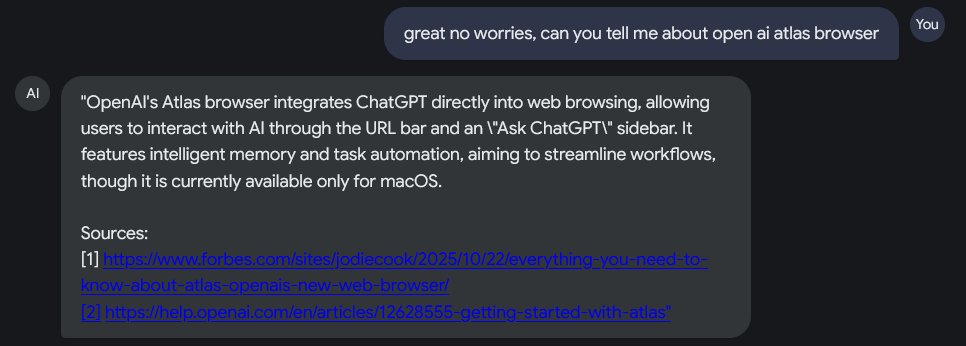 great no worries, can you tell me about open ai atlas browser
You
AI
"OpenAI's Atlas browser integrates ChatGPT directly into web browsing, allowing
users to interact with AI through the URL bar and an \"Ask ChatGPT\" sidebar. It
features intelligent memory and task automation, aiming to streamline workflows,
though it is currently available only for macOS.
Sources:
[1] https://www.forbes.com/sites/jodiecook/2025/10/22/everything-you-need-to-
know-about-atlas-openais-new-web-browser/
[2] https://help.openai.com/en/articles/12628555-getting-started-with-atlas"